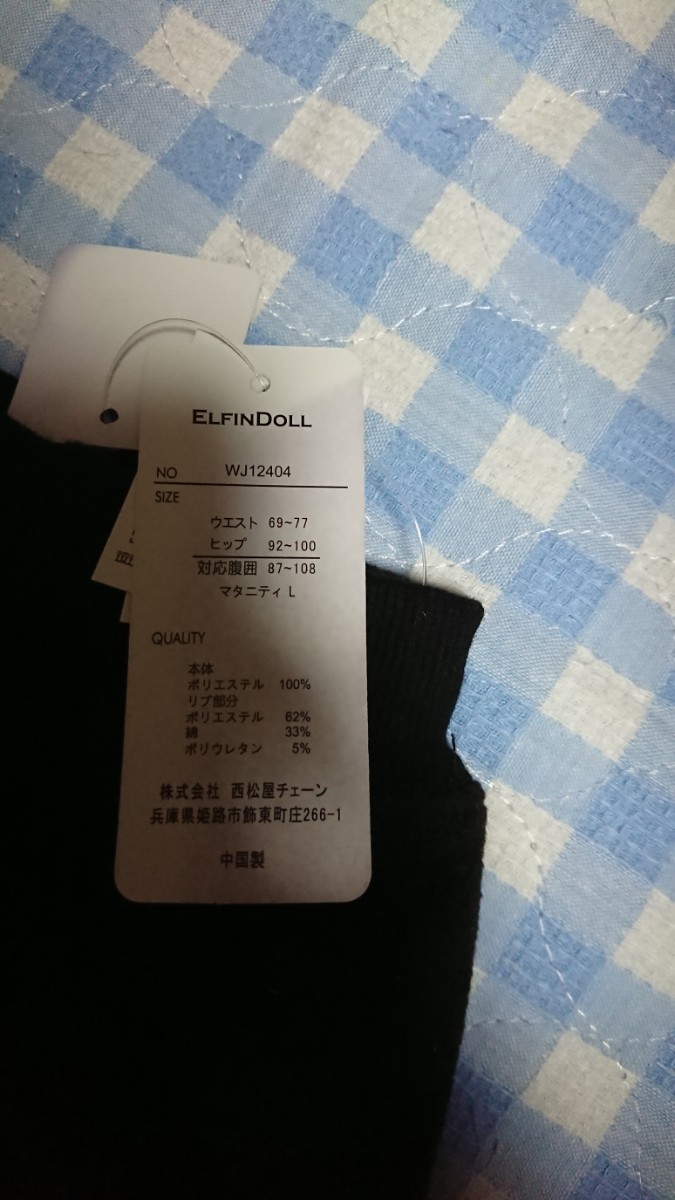 ELFINDOLL
NO WJ12404
SIZE
ウエスト 69~77
ヒップ 92~100
対応腹囲 87~108
マタニティ L
QUALITY
本体
ポリエステル 100%
リブ部分
ポリエステル 62%
綿 33%
ポリウレタン 5%
株式会社 西松屋チェーン
兵庫県姫路市飾東町庄266-1
中国製